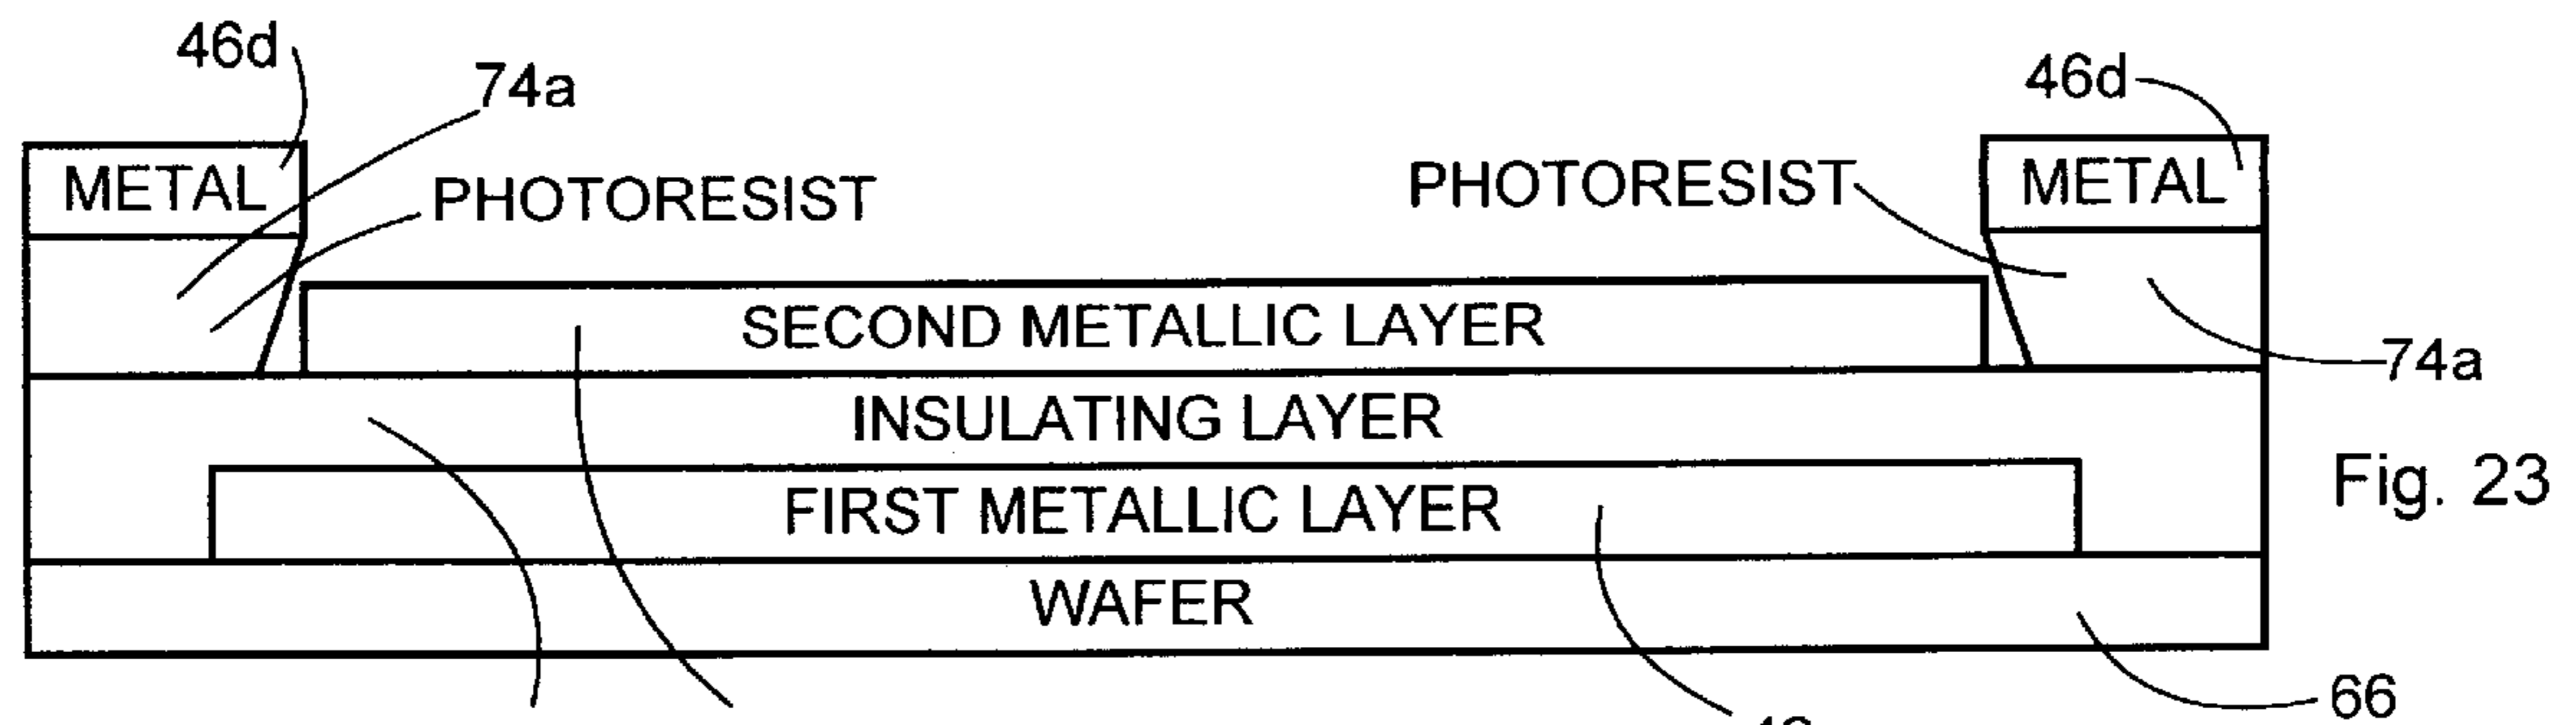 46d
74a
46d
METAL
PHOTORESIST
PHOTORESIST
METAL
SECOND METALLIC LAYER
74a
INSULATING LAYER
Fig. 23
FIRST METALLIC LAYER
WAFER
66